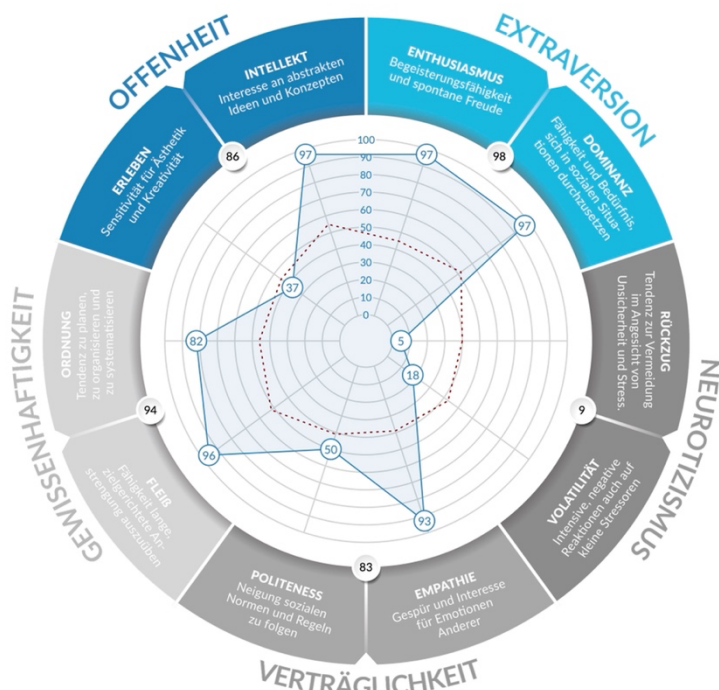 OFFENHEIT
EXTRAVERSION
INTELLEKT
Interesse an abstrakten
Ideen und Konzepten
ENTHUSIASMUS
Begeisterungsfähigkeit
und spontane Freude
ERLEBEN
Sensitivität für Ästhetik
und Kreativität
86
98
DOMINANZ
Fähigkeit und Bedürfnis,
sich in sozialen Situa-
tionen durchzusetzen
100
90
80
70
60
50
40
30
20
10
0
97
97
97
37
82
5
18
96
50
93
ORDNUNG
Tendenz zu planen,
zu organisieren und
zu systematisieren
RÜCKZUG
Tendenz zur Vermeidung
im Angesicht von
Unsicherheit und Stress.
GEWISSENHAFTIGKEIT
NEUROTIZISMUS
94
9
FLEIß
Fähigkeit lange,
zielgerichtete An-
strengung auszuüben
VOLATILITÄT
Intensive, negative
Reaktionen auch auf
kleine Stressoren
83
POLITENESS
Neigung sozialen
Normen und Regeln
zu folgen
EMPATHIE
Gespür und Interesse
für Emotionen
Anderer
VERTRÄGLICHKEIT